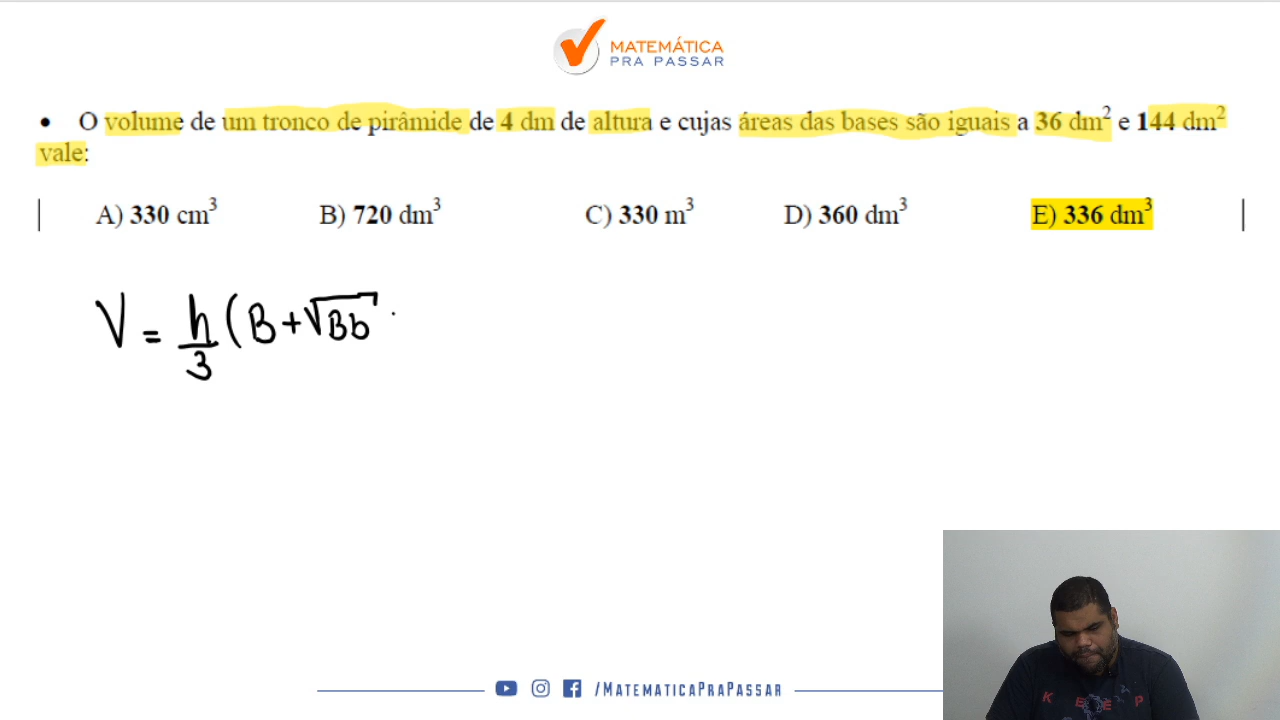 MATEMÁTICA
PRA PASSAR
• O volume de um tronco de pirâmide de 4 dm de altura e cujas áreas das bases são iguais a 36 dm² e 144 dm²
vale:
A) 330 cm³ B) 720 dm³ C) 330 m³ D) 360 dm³ E) 336 dm³
V = h/3 (B + √Bb
K E E P
/MATEMATICAPRAPASSAR